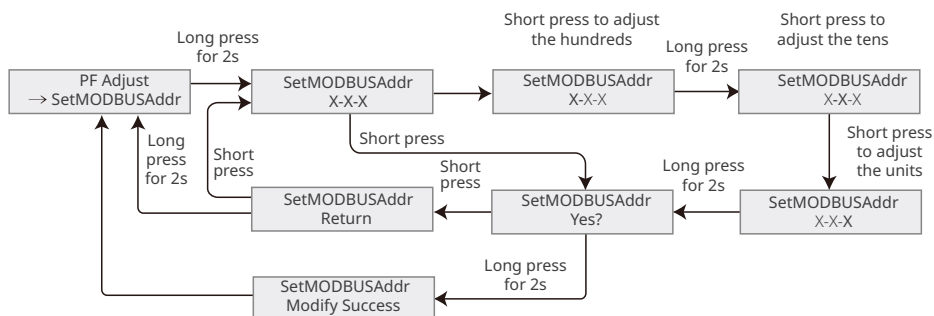 Short press to adjust
the hundreds
Short press to
adjust the tens
Long press
for 2s
Long press
for 2s
PF Adjust
→ SetMODBUSAddr
SetMODBUSAddr
X-X-X
SetMODBUSAddr
X-X-X
SetMODBUSAddr
X-X-X
Short press
Long
press
for 2s
Short
press
Short
press
Long press
for 2s
Short press
to adjust
the units
SetMODBUSAddr
Return
SetMODBUSAddr
Yes?
SetMODBUSAddr
X-X-X
Long press
for 2s
SetMODBUSAddr
Modify Success